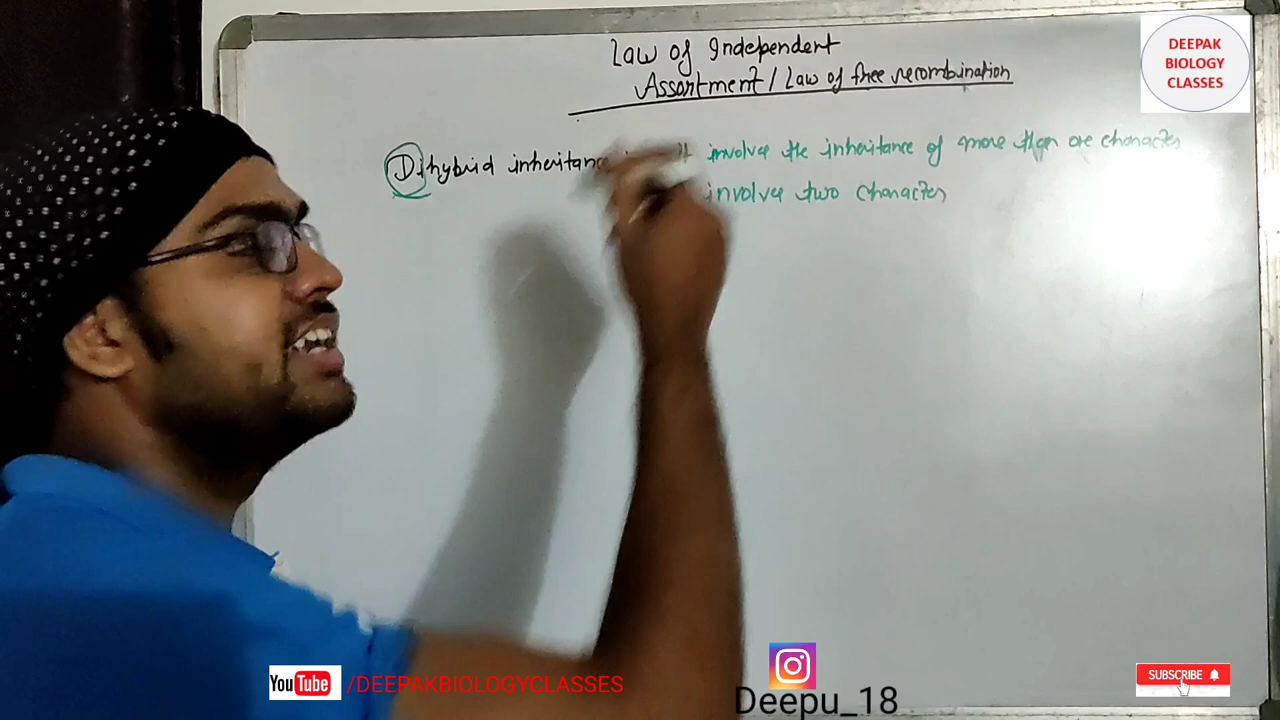 Law of Independent
Assortment / Law of free recombination
DEEPAK
BIOLOGY
CLASSES
Dihybrid inheritance involve the inheritance of more than one character
involve two character
YouTube /DEEPAKBIOLOGYCLASSES
Deepu_18
SUBSCRIBE